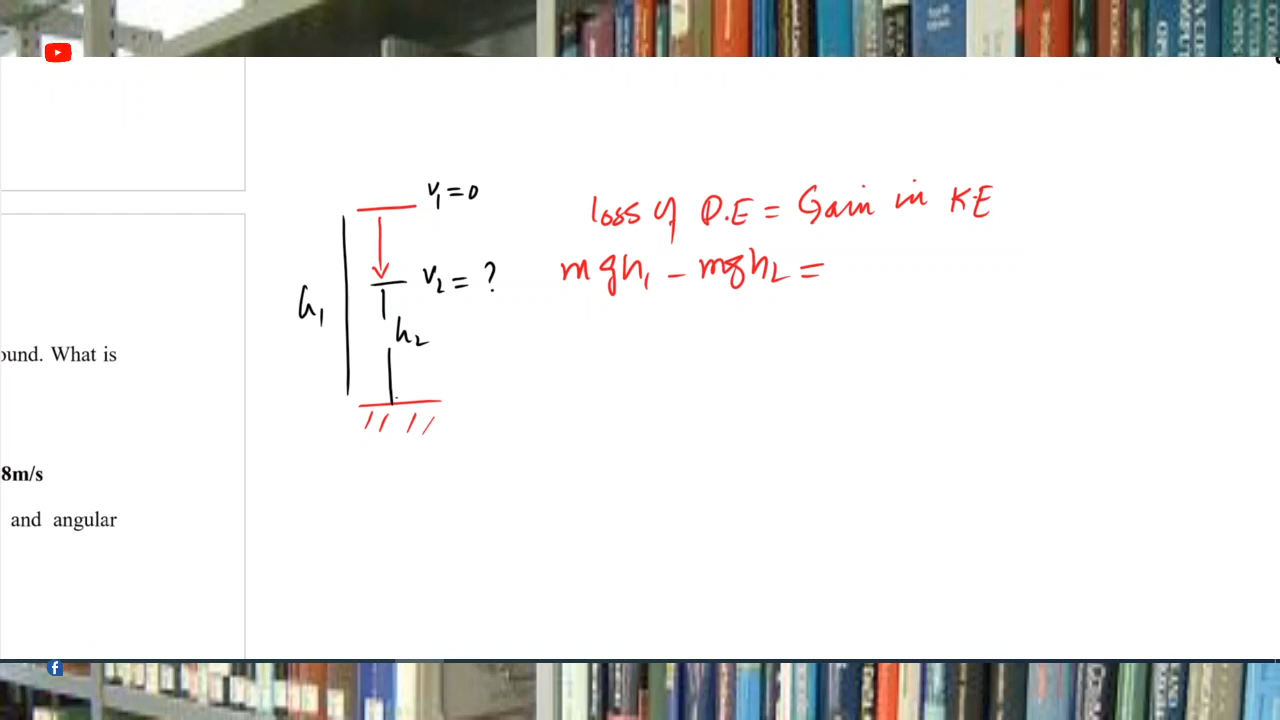 v₁ = 0
loss of P.E = Gain in KE
v₂ = ?
mgh₁ - mgh₂ =
h₁
h₂
ound. What is
8m/s
and angular